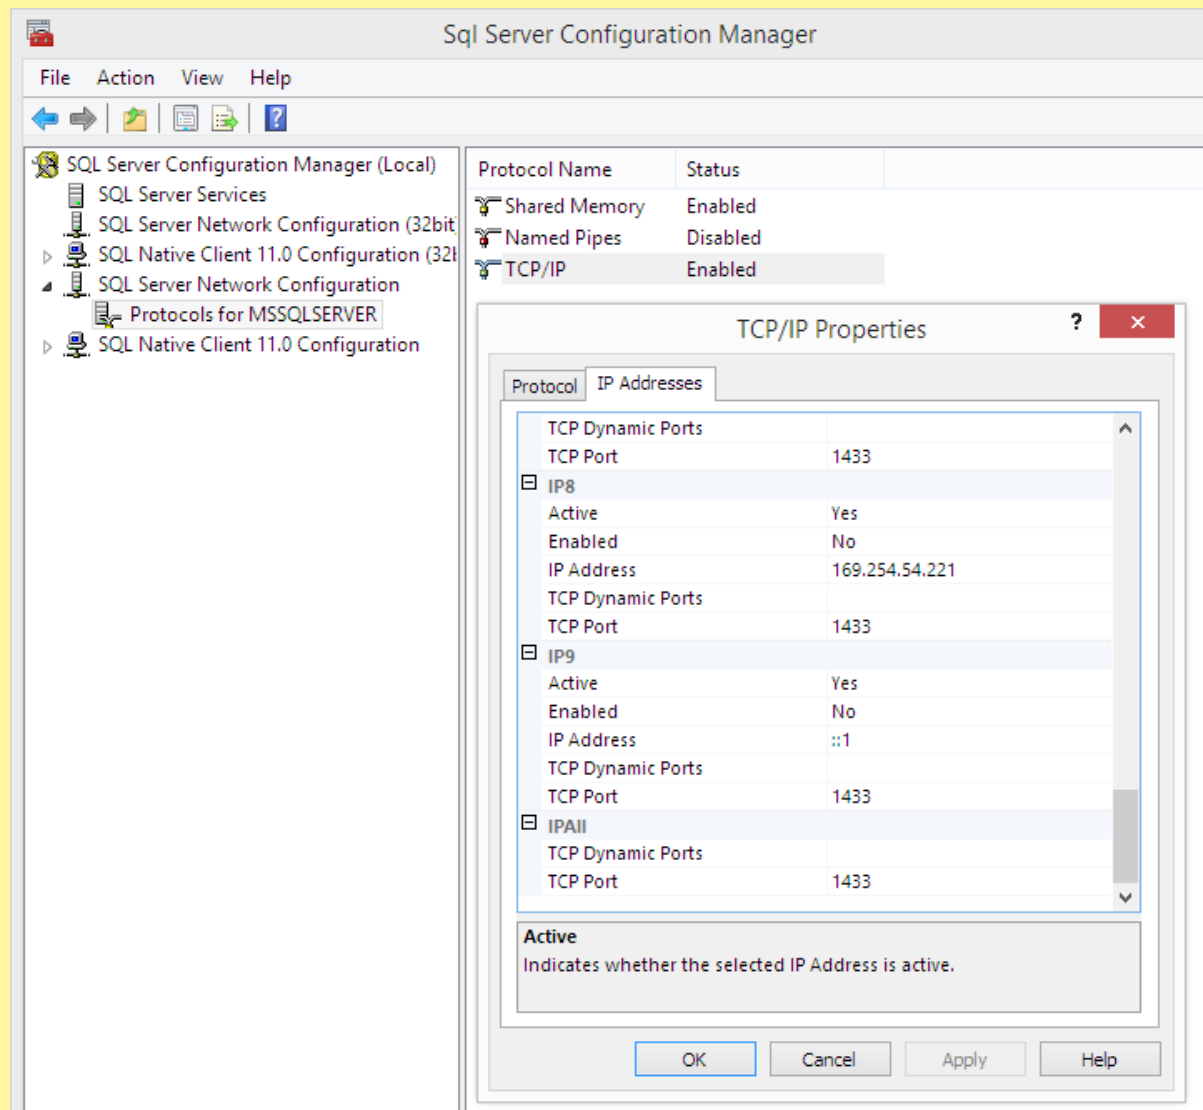 Sql Server Configuration Manager
File Action View Help
SQL Server Configuration Manager (Local)
SQL Server Services
SQL Server Network Configuration (32bit
SQL Native Client 11.0 Configuration (32b
SQL Server Network Configuration
Protocols for MSSQLSERVER
SQL Native Client 11.0 Configuration
Protocol Name Status
Shared Memory Enabled
Named Pipes Disabled
TCP/IP Enabled
TCP/IP Properties
?
Protocol IP Addresses
TCP Dynamic Ports
TCP Port 1433
IP8
Active Yes
Enabled No
IP Address 169.254.54.221
TCP Dynamic Ports
TCP Port 1433
IP9
Active Yes
Enabled No
IP Address ::1
TCP Dynamic Ports
TCP Port 1433
IPAll
TCP Dynamic Ports
TCP Port 1433
Active
Indicates whether the selected IP Address is active.
OK Cancel Apply Help